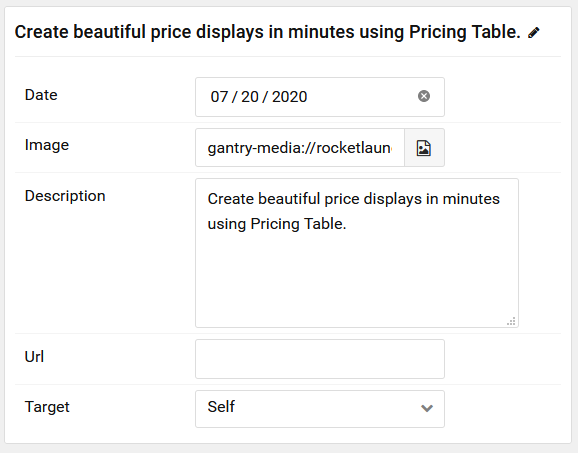 Create beautiful price displays in minutes using Pricing Table.
Date
07 / 20 / 2020
Image
gantry-media://rocketlaun
Description
Create beautiful price displays in minutes
using Pricing Table.
Url
Target
Self